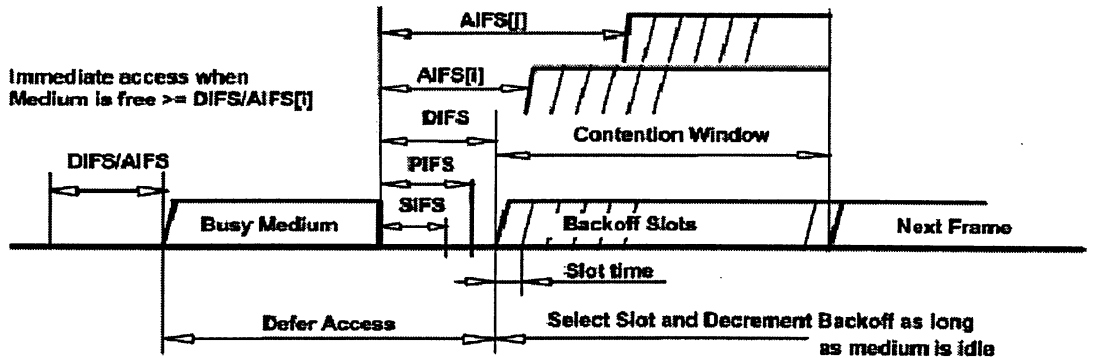 AIFS[j]
Immediate access when
Medium is free >= DIFS/AIFS[i]
AIFS[i]
DIFS
Contention Window
DIFS/AIFS
PIFS
SIFS
Busy Medium
Backoff Slots
Next Frame
Slot time
Defer Access
Select Slot and Decrement Backoff as long
as medium is idle